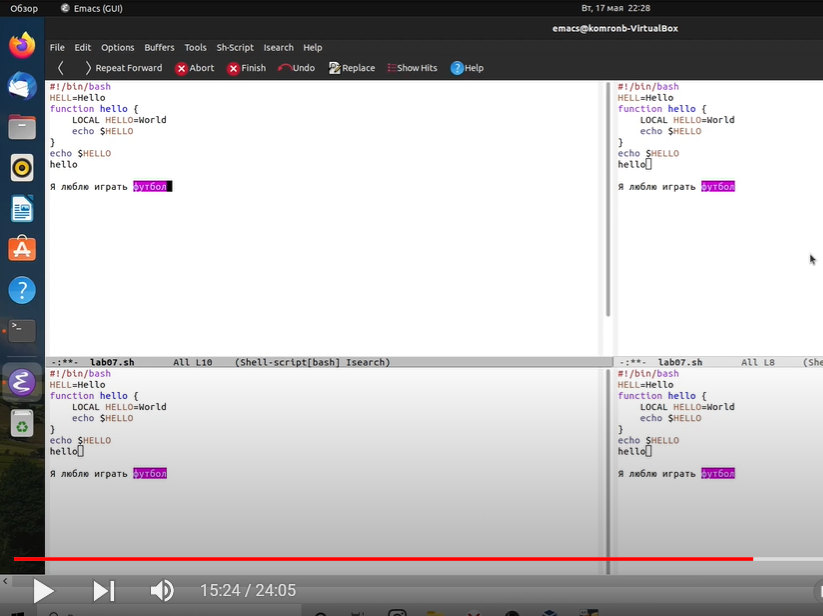 Обзор Emacs (GUI) Вт, 17 мая 22:28
emacs@komronb-VirtualBox
File Edit Options Buffers Tools Sh-Script Isearch Help
Repeat Forward Abort Finish Undo Replace Show Hits Help
#!/bin/bash
HELL=Hello
function hello {
LOCAL HELLO=World
echo $HELLO
}
echo $HELLO
hello
Я люблю играть футбол
-:**- lab07.sh All L10 (Shell-script[bash] Isearch)
#!/bin/bash
HELL=Hello
function hello {
LOCAL HELLO=World
echo $HELLO
}
echo $HELLO
hello
Я люблю играть футбол
-:**- lab07.sh All L8 (She
#!/bin/bash
HELL=Hello
function hello {
LOCAL HELLO=World
echo $HELLO
}
echo $HELLO
hello
Я люблю играть футбол
#!/bin/bash
HELL=Hello
function hello {
LOCAL HELLO=World
echo $HELLO
}
echo $HELLO
hello
Я люблю играть футбол
15:24 / 24:05